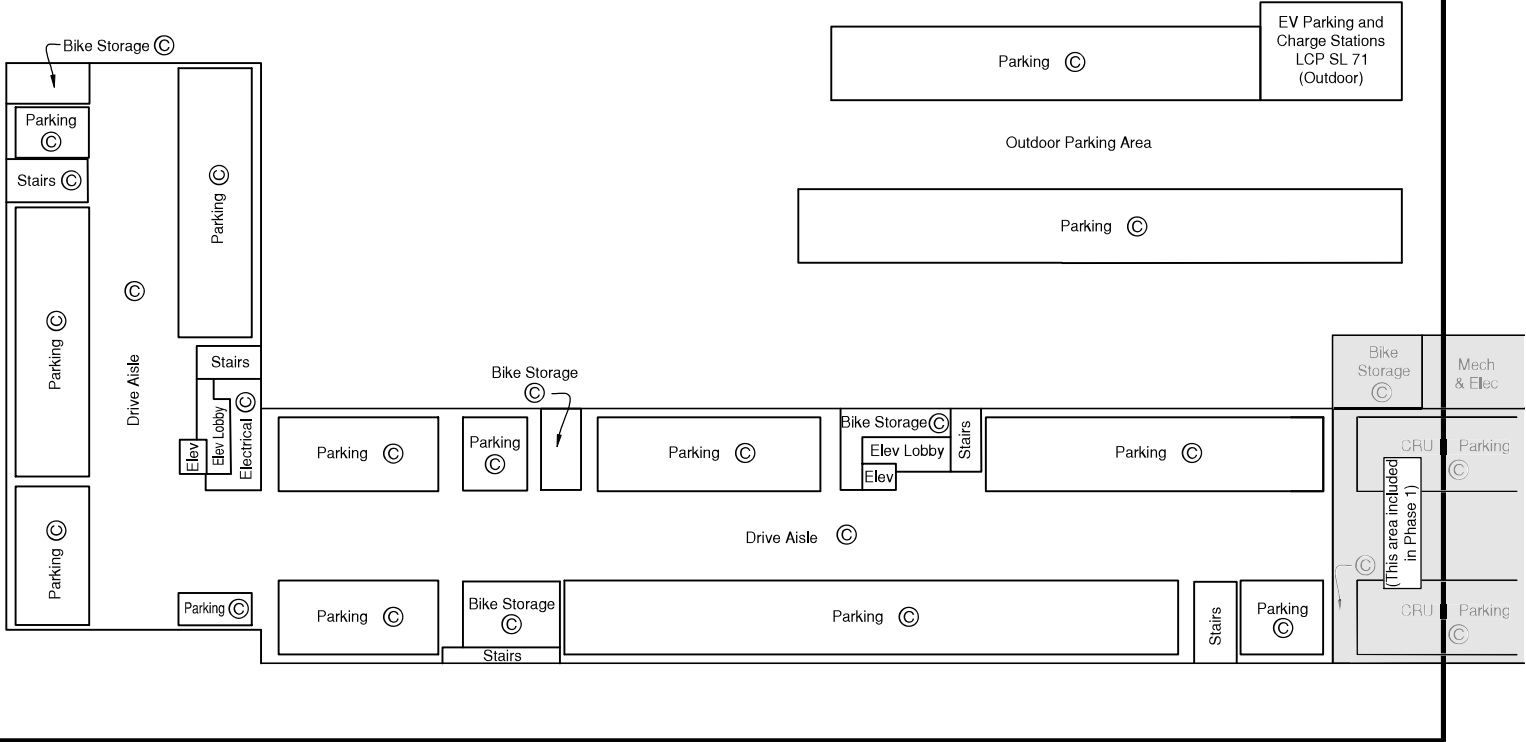 Bike Storage Ⓒ
Parking
Ⓒ
Stairs Ⓒ
Parking Ⓒ
Parking Ⓒ
Parking Ⓒ
Drive Aisle Ⓒ
Parking Ⓒ
Stairs
Elev
Elev Lobby
Electrical Ⓒ
Parking Ⓒ
Parking Ⓒ
EV Parking and
Charge Stations
LCP SL 71
(Outdoor)
Outdoor Parking Area
Parking Ⓒ
Parking Ⓒ
Parking
Ⓒ
Bike Storage
Ⓒ
Parking Ⓒ
Bike Storage Ⓒ
Elev Lobby
Elev
Stairs
Parking Ⓒ
Drive Aisle Ⓒ
Parking Ⓒ
Bike Storage
Ⓒ
Stairs
Parking Ⓒ
Stairs
Parking
Ⓒ
Bike
Storage
Ⓒ
Mech
& Elec
CRU Parking
Ⓒ
(This area included
in Phase 1)
Ⓒ
CRU Parking
Ⓒ